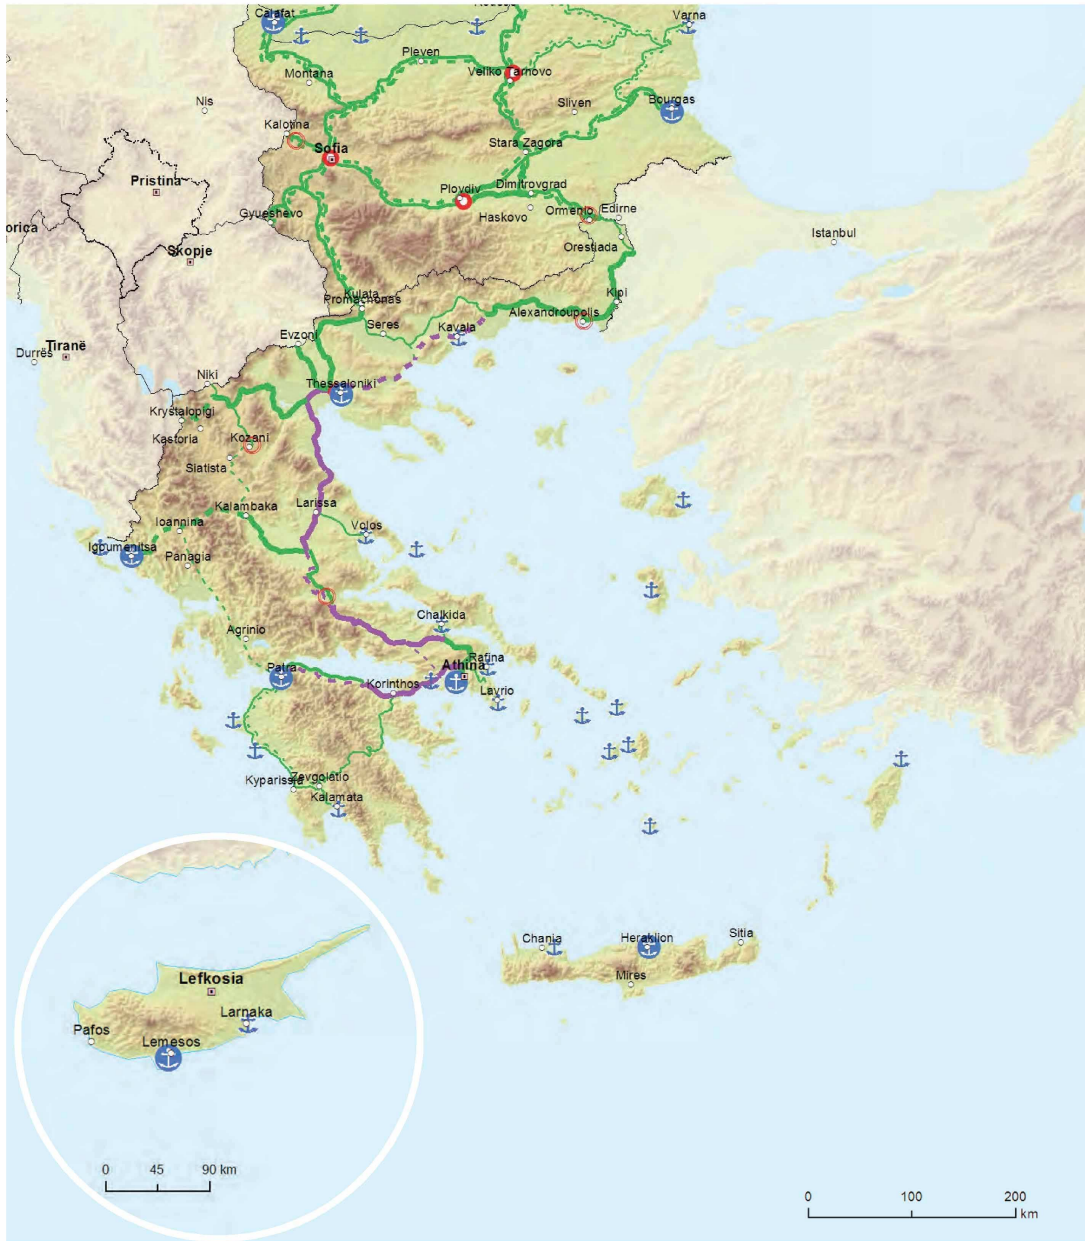 Calafat
Varna
Pleven
Montana
Veliko Tarnovo
Nis
Sliven
Bourgas
Kalotina
Sofia
Stara Zagora
Pristina
Plovdiv
Dimitrovgrad
Haskovo
Ormenio
Edirne
Gyueshevo
orica
Istanbul
Skopje
Orestiada
Kulata
Promachonas
Kipi
Alexandroupolis
Seres
Kavala
Evzoni
Tiranë
Durrës
Niki
Thessaloniki
Krystalopigi
Kastoria
Kozani
Siatista
Larissa
Kalambaka
Ioannina
Volos
Igoumenitsa
Panagia
Chalkida
Agrinio
Rafina
Athina
Patra
Korinthos
Lavrio
Kyparissia
Zevgolatio
Kalamata
Chania
Heraklion
Sitia
Mires
Lefkosia
Larnaka
Pafos
Lemesos
0 45 90 km
0 100 200
km